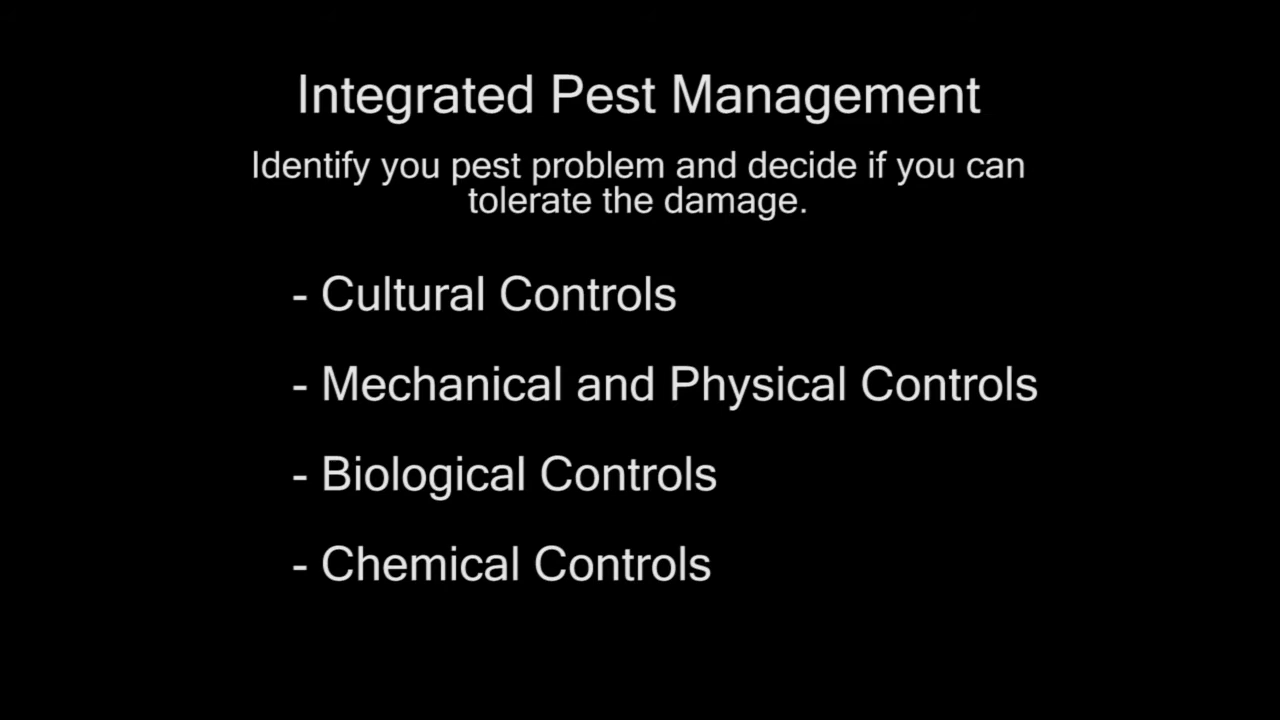 Integrated Pest Management
Identify you pest problem and decide if you can
tolerate the damage.
- Cultural Controls
- Mechanical and Physical Controls
- Biological Controls
- Chemical Controls